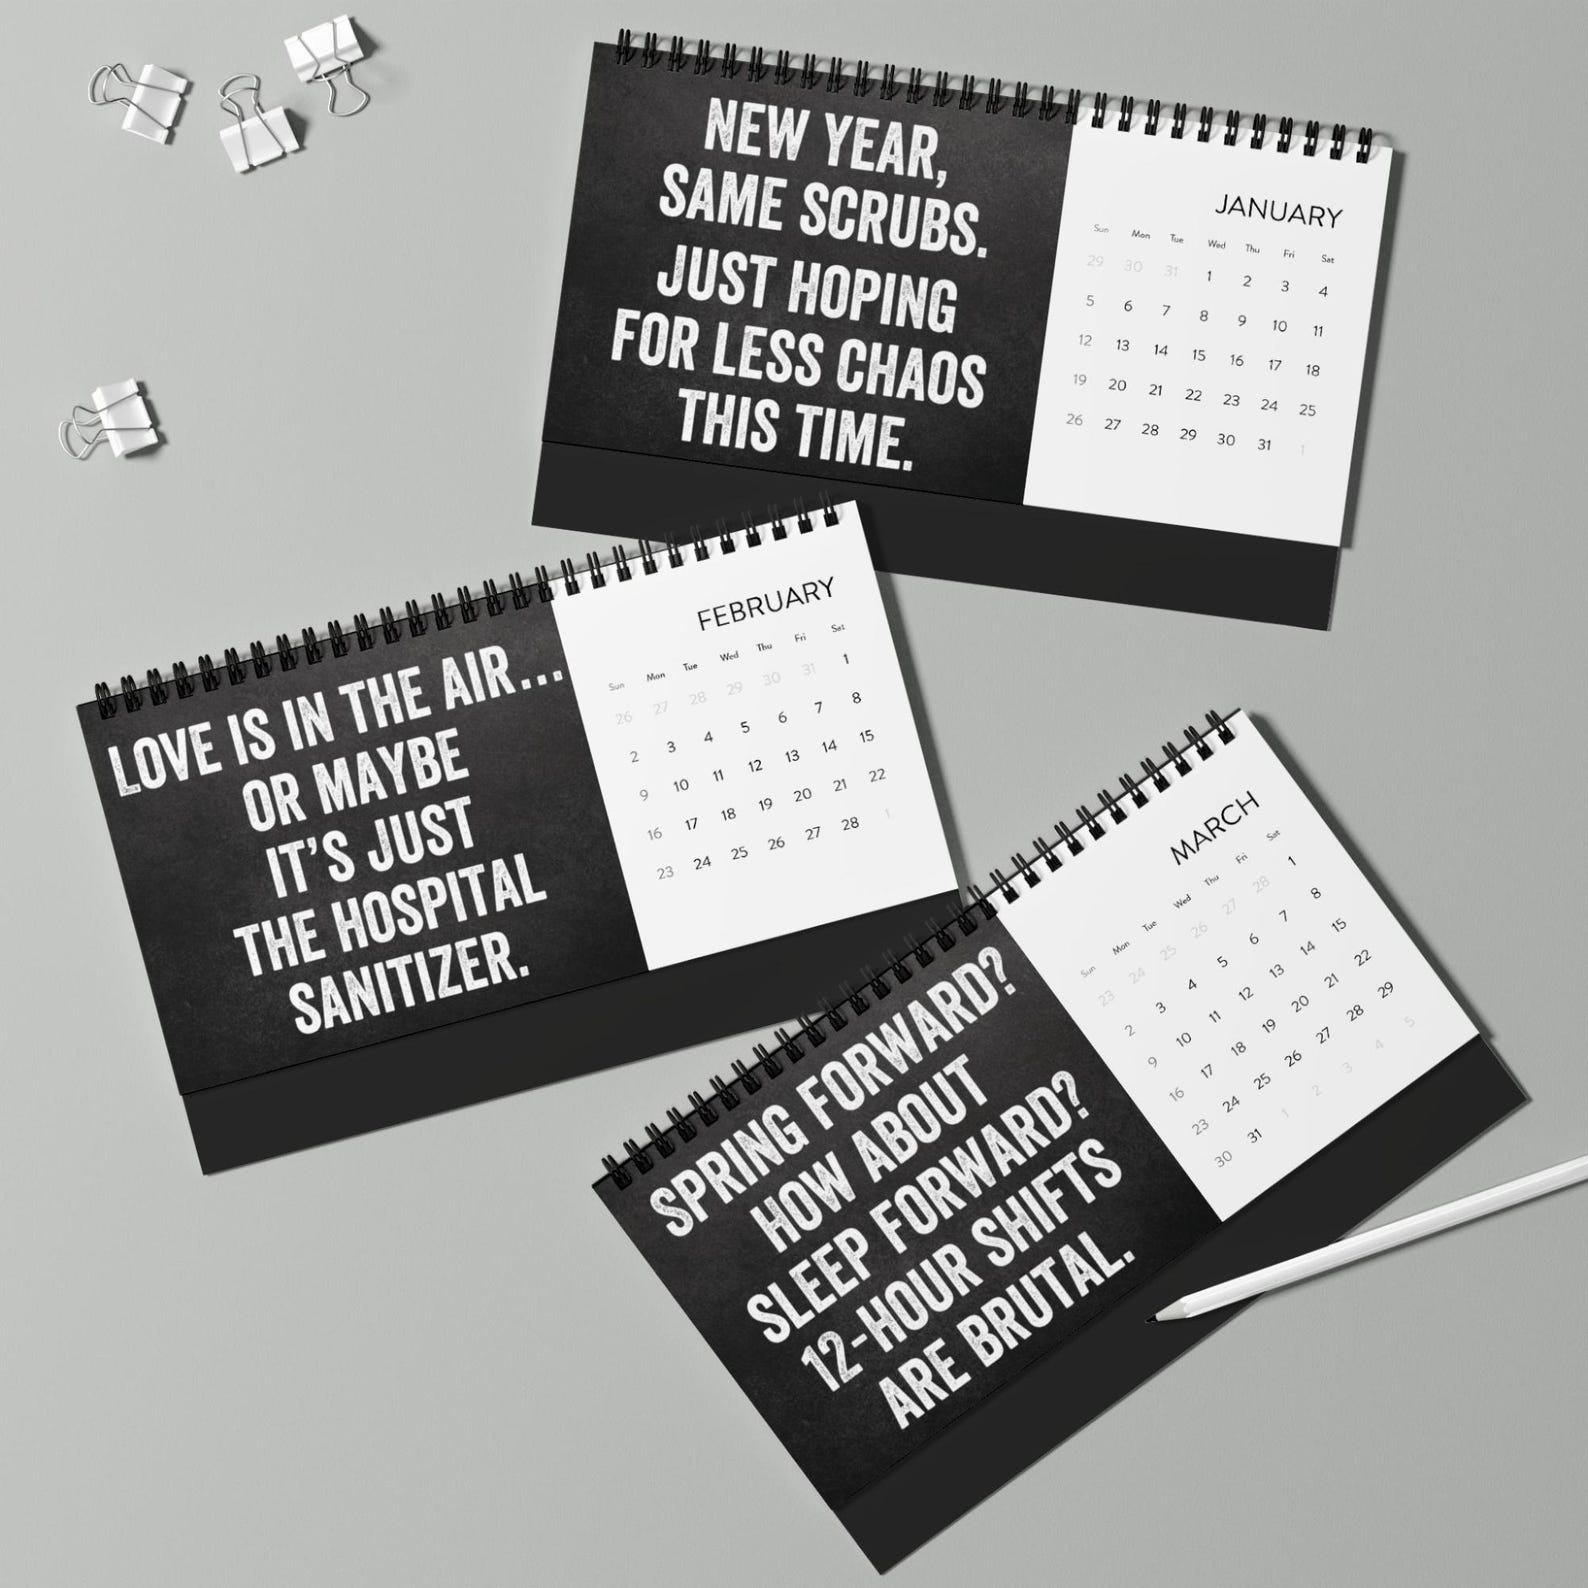 NEW YEAR,
SAME SCRUBS.
JUST HOPING
FOR LESS CHAOS
THIS TIME.
JANUARY
Sun Mon Tue Wed Thu Fri Sat
29 30 31 1 2 3 4
5 6 7 8 9 10 11
12 13 14 15 16 17 18
19 20 21 22 23 24 25
26 27 28 29 30 31 1
LOVE IS IN THE AIR...
OR MAYBE
IT'S JUST
THE HOSPITAL
SANITIZER.
FEBRUARY
Sun Mon Tue Wed Thu Fri Sat
26 27 28 29 30 31 1
2 3 4 5 6 7 8
9 10 11 12 13 14 15
16 17 18 19 20 21 22
23 24 25 26 27 28 1
SPRING FORWARD?
HOW ABOUT
SLEEP FORWARD?
12-HOUR SHIFTS
ARE BRUTAL.
MARCH
Sun Mon Tue Wed Thu Fri Sat
23 24 25 26 27 28 1
2 3 4 5 6 7 8
9 10 11 12 13 14 15
16 17 18 19 20 21 22
23 24 25 26 27 28 29
30 31 1 2 3 4 5